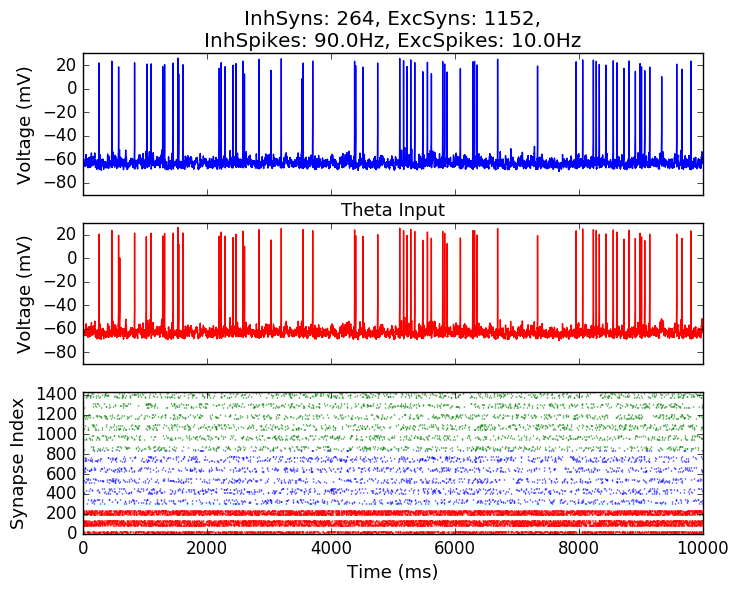 InhSyns: 264, ExcSyns: 1152,
InhSpikes: 90.0Hz, ExcSpikes: 10.0Hz
20
0
−20
−40
−60
−80
Voltage (mV)
Theta Input
20
0
−20
−40
−60
−80
Voltage (mV)
1400
1200
1000
800
600
400
200
0
Synapse Index
0 2000 4000 6000 8000 10000
Time (ms)